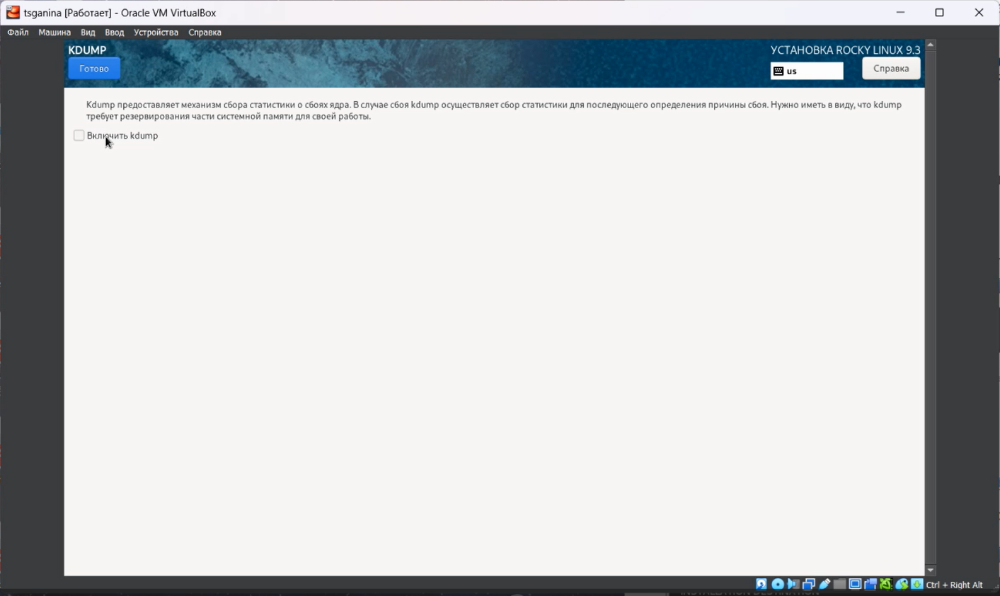 tsganina [Работает] - Oracle VM VirtualBox
Файл Машина Вид Ввод Устройства Справка
KDUMP
УСТАНОВКА ROCKY LINUX 9.3
Готово
us
Справка
Kdump предоставляет механизм сбора статистики о сбоях ядра. В случае сбоя kdump осуществляет сбор статистики для последующего определения причины сбоя. Нужно иметь в виду, что kdump
требует резервирования части системной памяти для своей работы.
Включить kdump
Ctrl + Right Alt